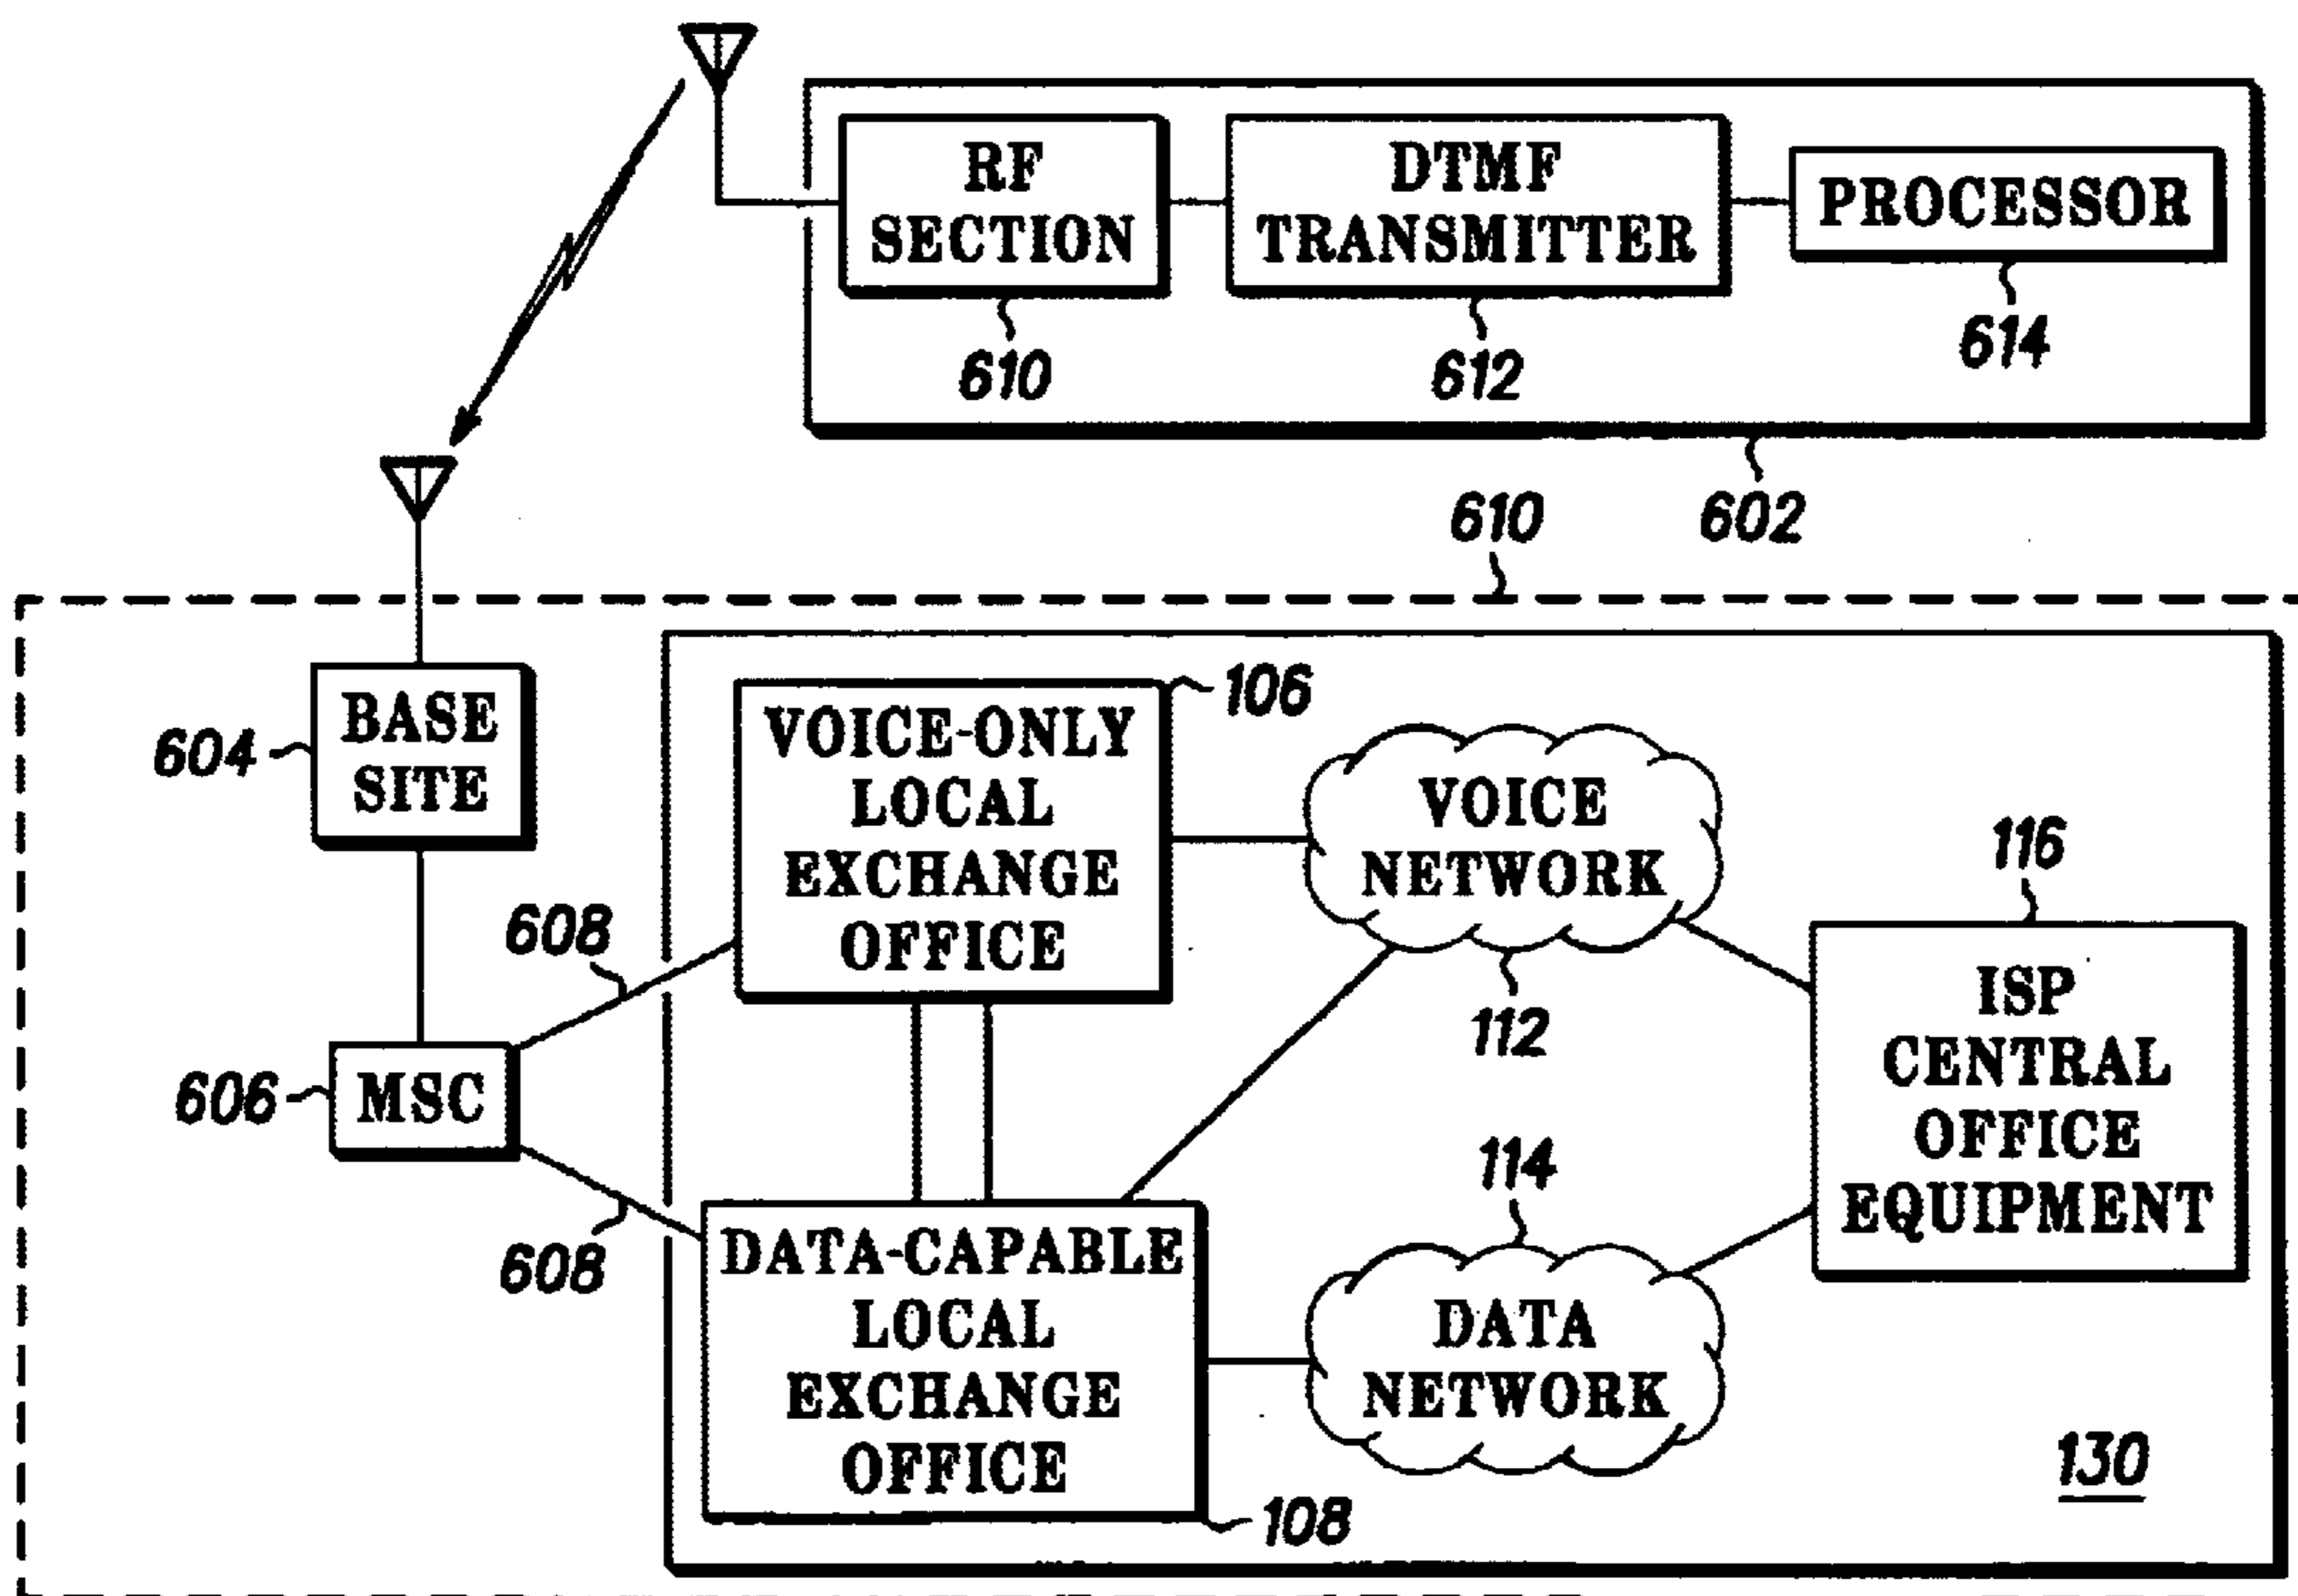 RF
SECTION
610
DTMF
TRANSMITTER
612
PROCESSOR
614
602
610
BASE
SITE
604
MSC
606
608
608
VOICE-ONLY
LOCAL
EXCHANGE
OFFICE
106
VOICE
NETWORK
112
DATA-CAPABLE
LOCAL
EXCHANGE
OFFICE
108
DATA
NETWORK
114
ISP
CENTRAL
OFFICE
EQUIPMENT
116
130